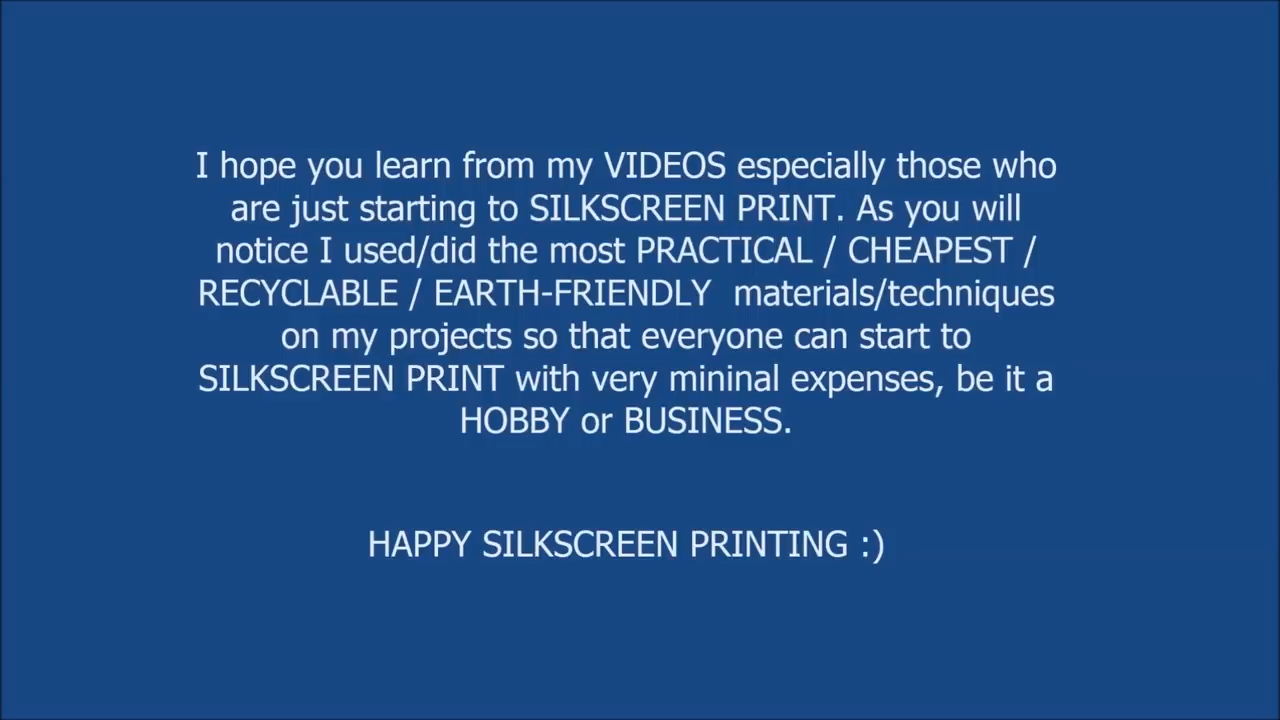 I hope you learn from my VIDEOS especially those who
are just starting to SILKSCREEN PRINT. As you will
notice I used/did the most PRACTICAL / CHEAPEST /
RECYCLABLE / EARTH-FRIENDLY  materials/techniques
on my projects so that everyone can start to
SILKSCREEN PRINT with very mininal expenses, be it a
HOBBY or BUSINESS.
HAPPY SILKSCREEN PRINTING :)